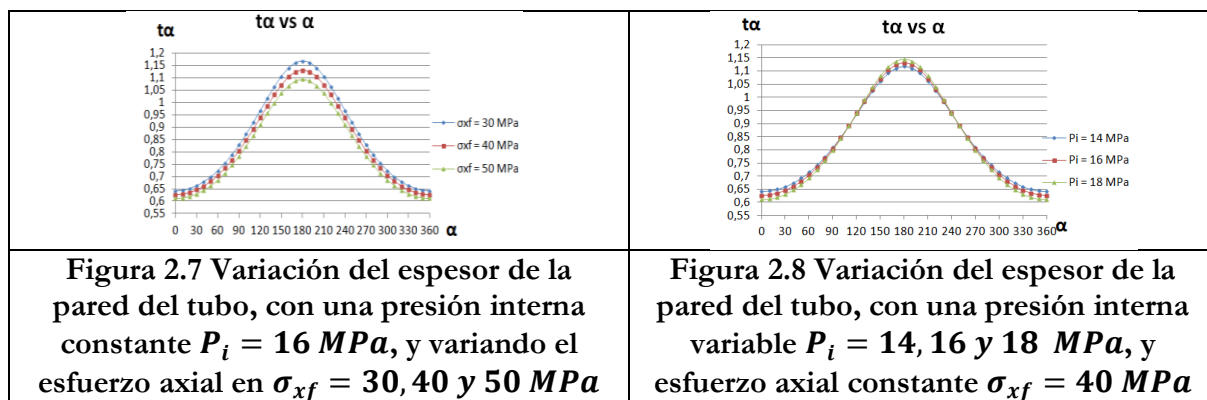 tα vs α
tα
1,2
1,15
1,1
1,05
1
0,95
0,9
0,85
0,8
0,75
0,7
0,65
0,6
0,55
0 30 60 90 120 150 180 210 240 270 300 330 360 α
σxf = 30 MPa
σxf = 40 MPa
σxf = 50 MPa
Figura 2.7 Variación del espesor de la
pared del tubo, con una presión interna
constante P_i = 16 MPa, y variando el
esfuerzo axial en σ_xf = 30, 40 y 50 MPa
tα vs α
tα
1,2
1,15
1,1
1,05
1
0,95
0,9
0,85
0,8
0,75
0,7
0,65
0,6
0,55
0 30 60 90 120 150 180 210 240 270 300 330 360 α
Pi = 14 MPa
Pi = 16 MPa
Pi = 18 MPa
Figura 2.8 Variación del espesor de la
pared del tubo, con una presión interna
variable P_i = 14, 16 y 18 MPa, y
esfuerzo axial constante σ_xf = 40 MPa